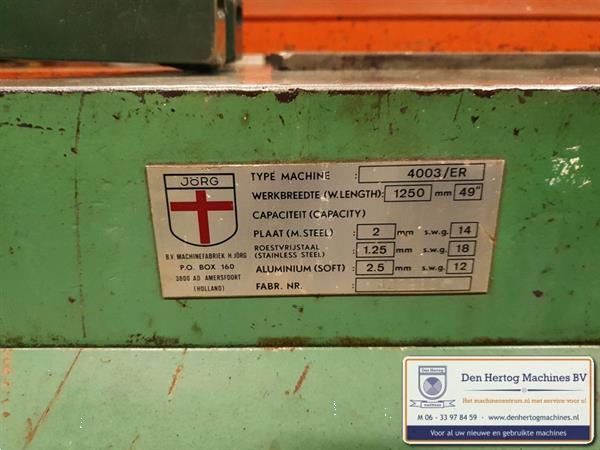 JÖRG
B.V. MACHINEFABRIEK H.JÖRG
P.O. BOX 160
3800 AD AMERSFOORT
(HOLLAND)
TYPE MACHINE : 4003/ER
WERKBREEDTE (W.LENGTH): 1250 mm 49"
CAPACITEIT (CAPACITY)
PLAAT (M. STEEL) : 2 mm s.w.g. 14
ROESTVRIJSTAAL
(STAINLESS STEEL) : 1.25 mm s.w.g. 18
ALUMINIUM (SOFT) : 2.5 mm s.w.g. 12
FABR. NR. :
Den Hertog Machines BV
Het machinecentrum.nl met service voor u!
M 06 - 33 97 84 59 - www.denhertogmachines.nl
Voor al uw nieuwe en gebruikte machines